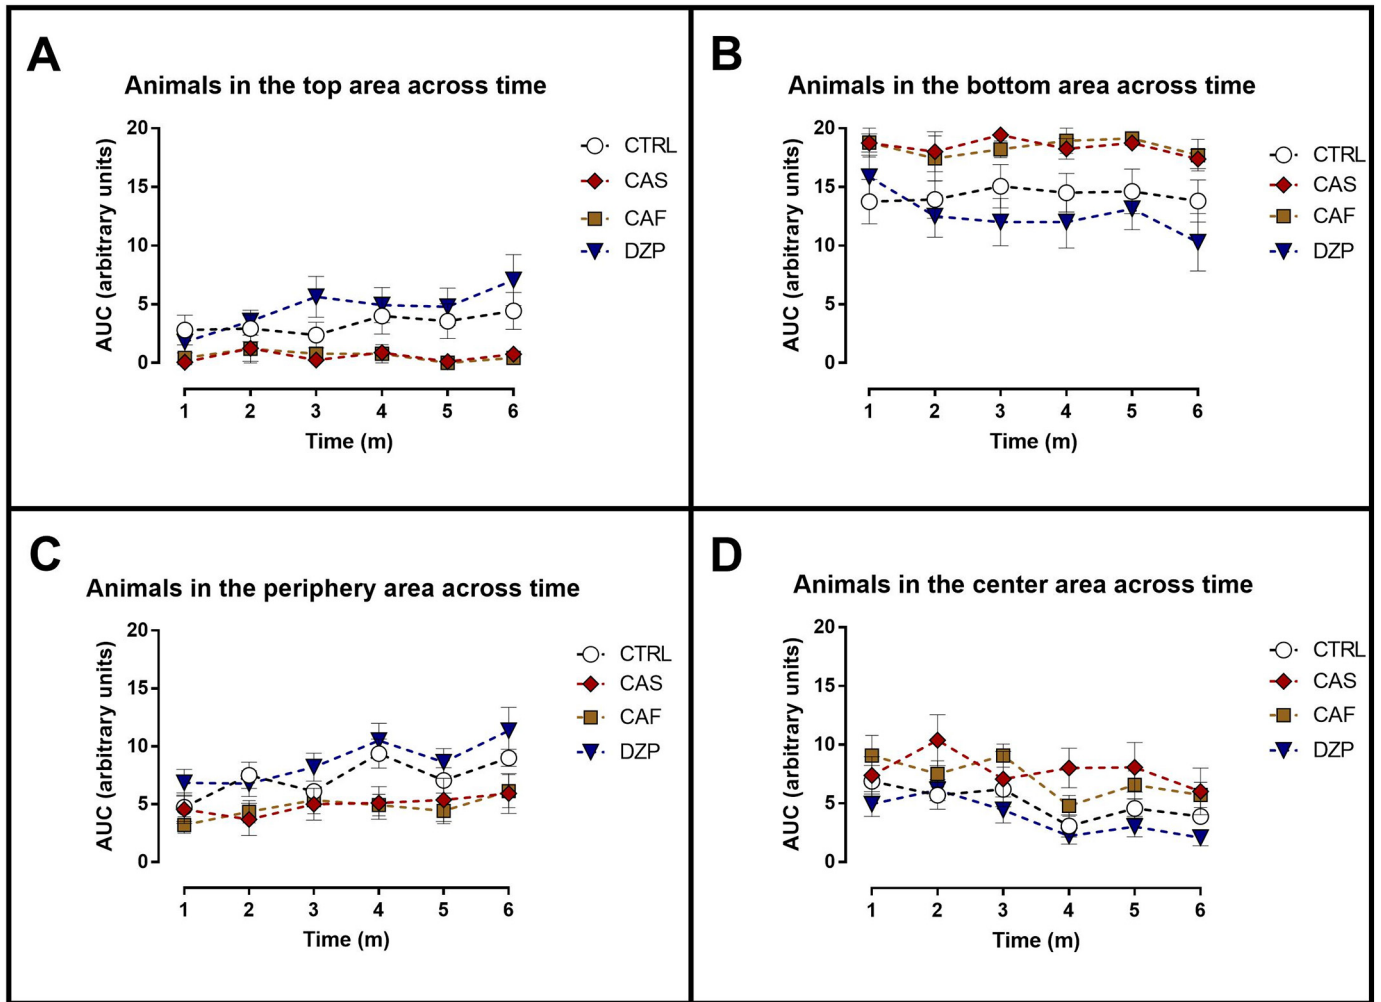 A
Animals in the top area across time
AUC (arbitrary units)
20
15
10
5
0
1 2 3 4 5 6
Time (m)
CTRL
CAS
CAF
DZP
B
Animals in the bottom area across time
AUC (arbitrary units)
20
15
10
5
0
1 2 3 4 5 6
Time (m)
CTRL
CAS
CAF
DZP
C
Animals in the periphery area across time
AUC (arbitrary units)
20
15
10
5
0
1 2 3 4 5 6
Time (m)
CTRL
CAS
CAF
DZP
D
Animals in the center area across time
AUC (arbitrary units)
20
15
10
5
0
1 2 3 4 5 6
Time (m)
CTRL
CAS
CAF
DZP